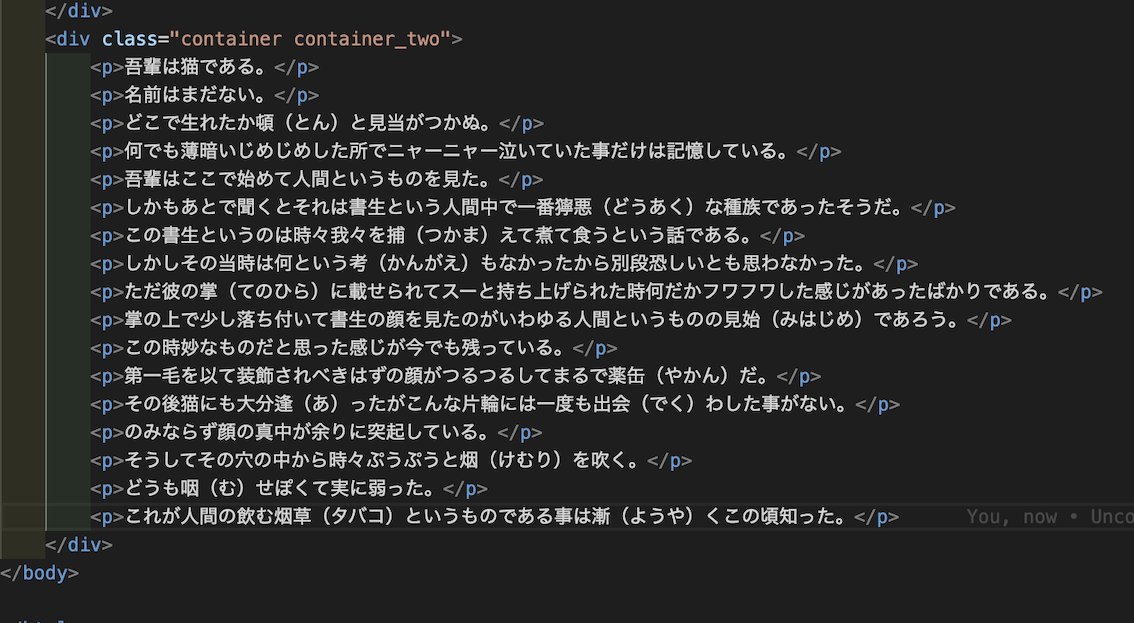 </div>
<div class="container container_two">
<p>吾輩は猫である。</p>
<p>名前はまだない。</p>
<p>どこで生れたか頓（とん）と見当がつかぬ。</p>
<p>何でも薄暗いじめじめした所でニャーニャー泣いていた事だけは記憶している。</p>
<p>吾輩はここで始めて人間というものを見た。</p>
<p>しかもあとで聞くとそれは書生という人間中で一番獰悪（どうあく）な種族であったそうだ。</p>
<p>この書生というのは時々我々を捕（つかま）えて煮て食うという話である。</p>
<p>しかしその当時は何という考（かんがえ）もなかったから別段恐しいとも思わなかった。</p>
<p>ただ彼の掌（てのひら）に載せられてスーと持ち上げられた時何だかフワフワした感じがあったばかりである。</p>
<p>掌の上で少し落ち付いて書生の顔を見たのがいわゆる人間というものの見始（みはじめ）であろう。</p>
<p>この時妙なものだと思った感じが今でも残っている。</p>
<p>第一毛を以て装飾されべきはずの顔がつるつるしてまるで薬缶（やかん）だ。</p>
<p>その後猫にも大分逢（あ）ったがこんな片輪には一度も出会（でく）わした事がない。</p>
<p>のみならず顔の真中が余りに突起している。</p>
<p>そうしてその穴の中から時々ぷうぷうと烟（けむり）を吹く。</p>
<p>どうも咽（む）せぽくて実に弱った。</p>
<p>これが人間の飲む烟草（タバコ）というものである事は漸（ようや）くこの頃知った。</p> You, now • Unco
</div>
</body>